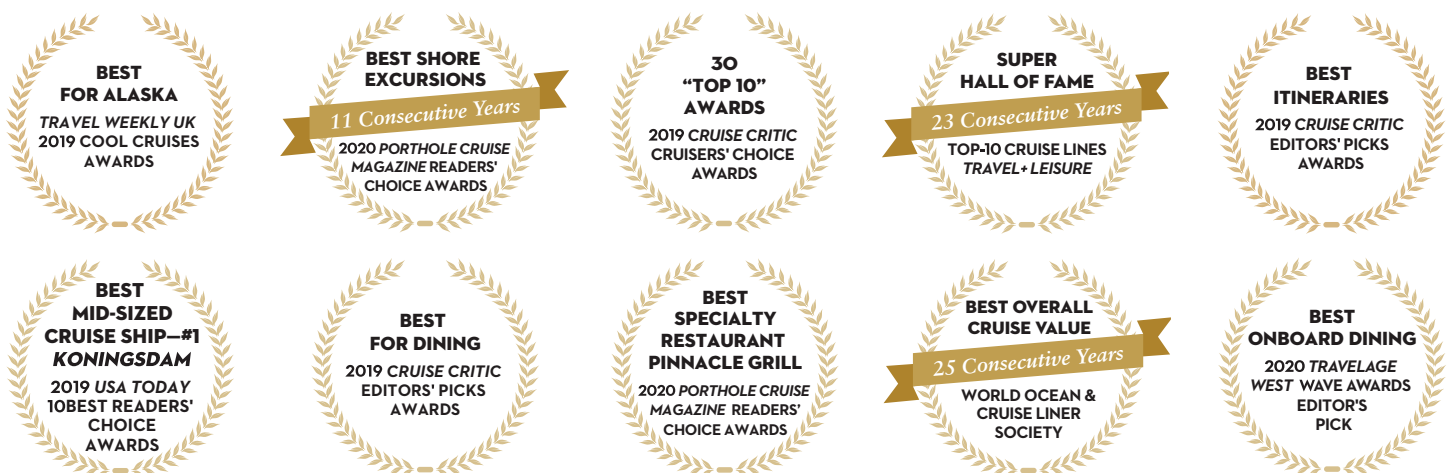 BEST
FOR ALASKA
TRAVEL WEEKLY UK
2019 COOL CRUISES
AWARDS
BEST SHORE
EXCURSIONS
11 Consecutive Years
2020 PORTHOLE CRUISE
MAGAZINE READERS'
CHOICE AWARDS
30
“TOP 10”
AWARDS
2019 CRUISE CRITIC
CRUISERS' CHOICE
AWARDS
SUPER
HALL OF FAME
23 Consecutive Years
TOP-10 CRUISE LINES
TRAVEL+ LEISURE
BEST
ITINERARIES
2019 CRUISE CRITIC
EDITORS' PICKS
AWARDS
BEST
MID-SIZED
CRUISE SHIP—#1
KONINGSDAM
2019 USA TODAY
10BEST READERS'
CHOICE
AWARDS
BEST
FOR DINING
2019 CRUISE CRITIC
EDITORS' PICKS
AWARDS
BEST
SPECIALTY
RESTAURANT
PINNACLE GRILL
2020 PORTHOLE CRUISE
MAGAZINE READERS’
CHOICE AWARDS
BEST OVERALL
CRUISE VALUE
25 Consecutive Years
WORLD OCEAN &
CRUISE LINER
SOCIETY
BEST
ONBOARD DINING
2020 TRAVELAGE
WEST WAVE AWARDS
EDITOR'S
PICK